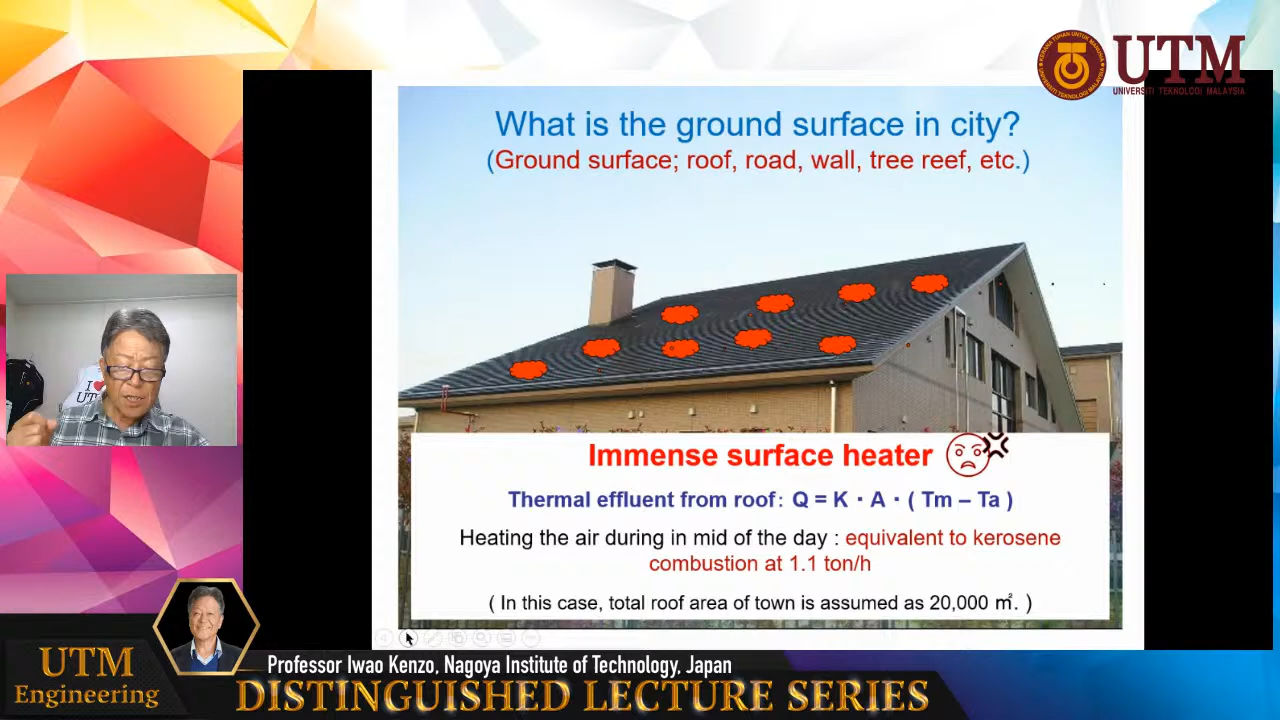 UTM
UNIVERSITI TEKNOLOGI MALAYSIA
What is the ground surface in city?
(Ground surface; roof, road, wall, tree reef, etc.)
I
UT
Immense surface heater
Thermal effluent from roof: Q = K・A・( Tm – Ta )
Heating the air during in mid of the day : equivalent to kerosene
combustion at 1.1 ton/h
( In this case, total roof area of town is assumed as 20,000 ㎡. )
UTM
Engineering
Professor Iwao Kenzo, Nagoya Institute of Technology, Japan
DISTINGUISHED LECTURE SERIES